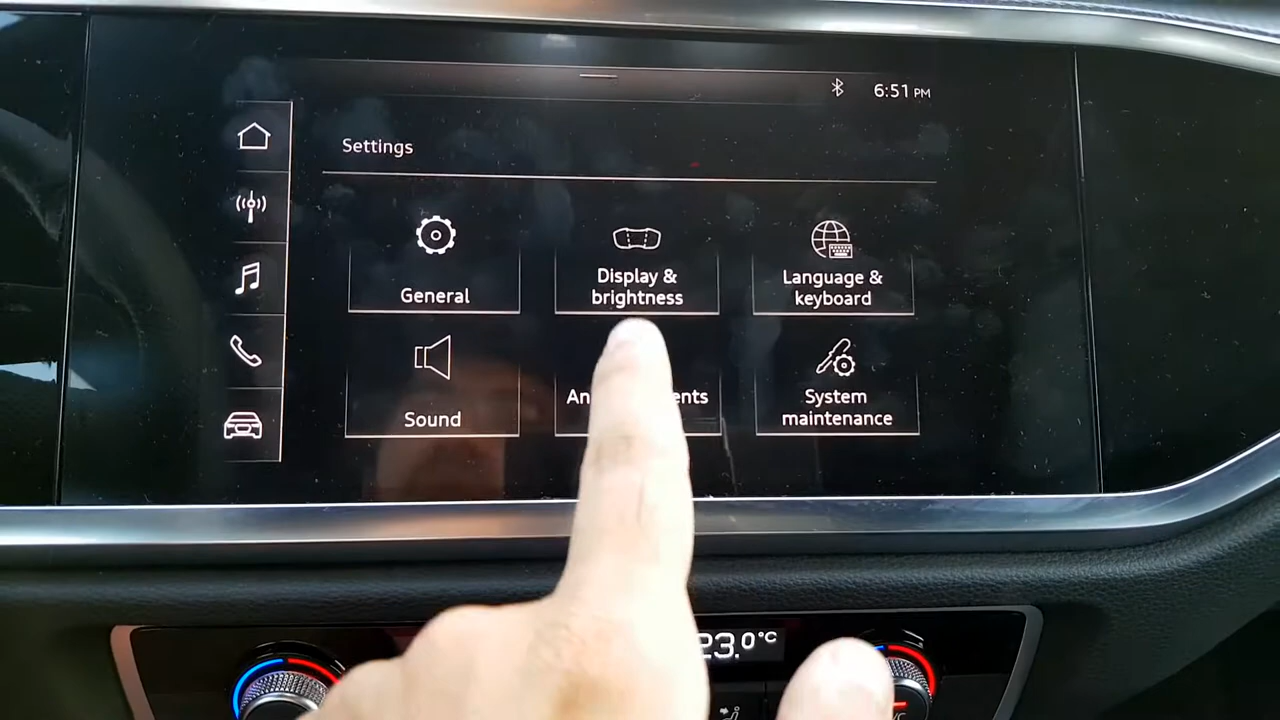 6:51 PM
Settings
General
Display &
brightness
Language &
keyboard
Sound
System
maintenance
23.0°C